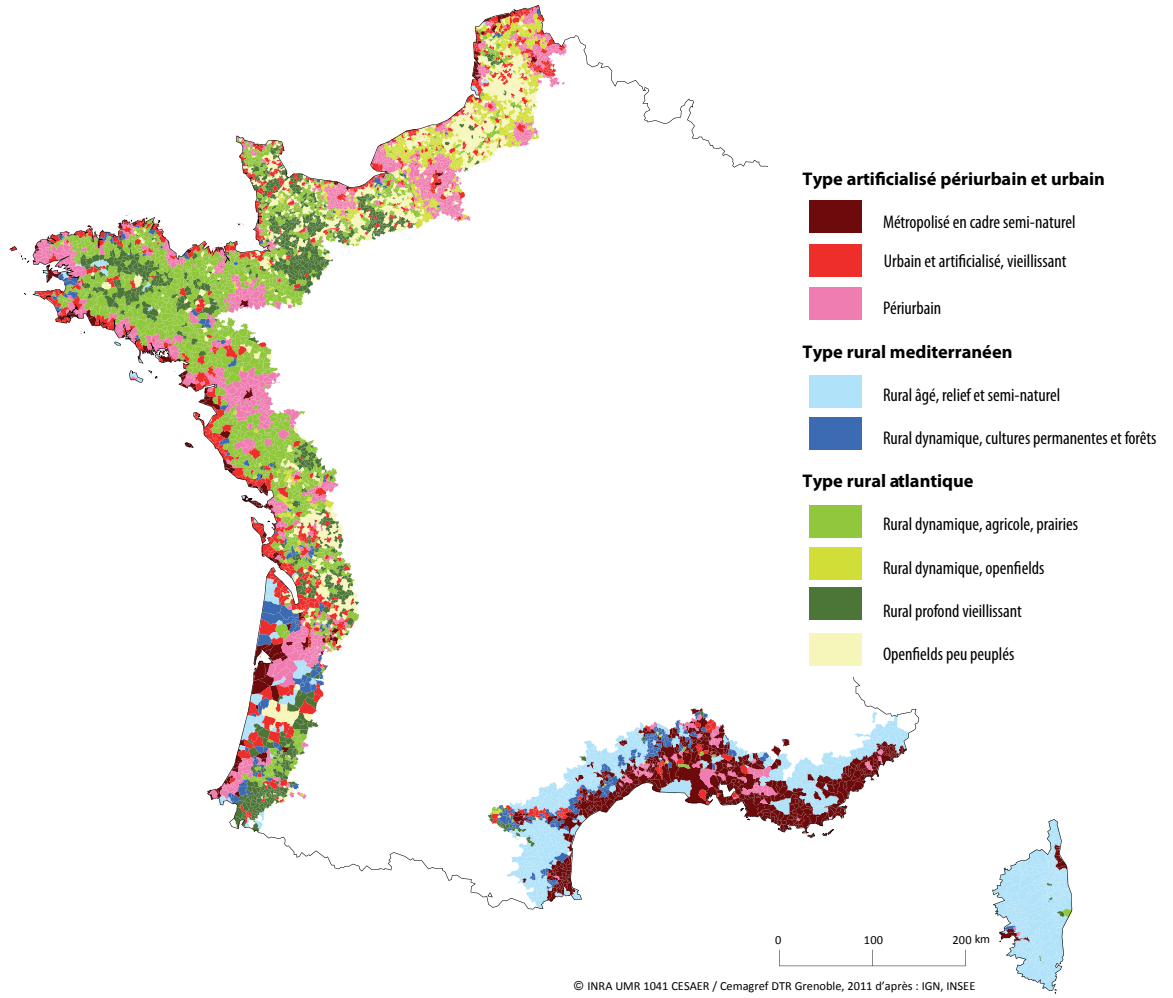 Type artificialisé périurbain et urbain
Métropolisé en cadre semi-naturel
Urbain et artificialisé, vieillissant
Périurbain
Type rural mediterranéen
Rural âgé, relief et semi-naturel
Rural dynamique, cultures permanentes et forêts
Type rural atlantique
Rural dynamique, agricole, prairies
Rural dynamique, openfields
Rural profond vieillissant
Openfields peu peuplés
0 100 200 km
© INRA UMR 1041 CESAER / Cemagref DTR Grenoble, 2011 d'après : IGN, INSEE